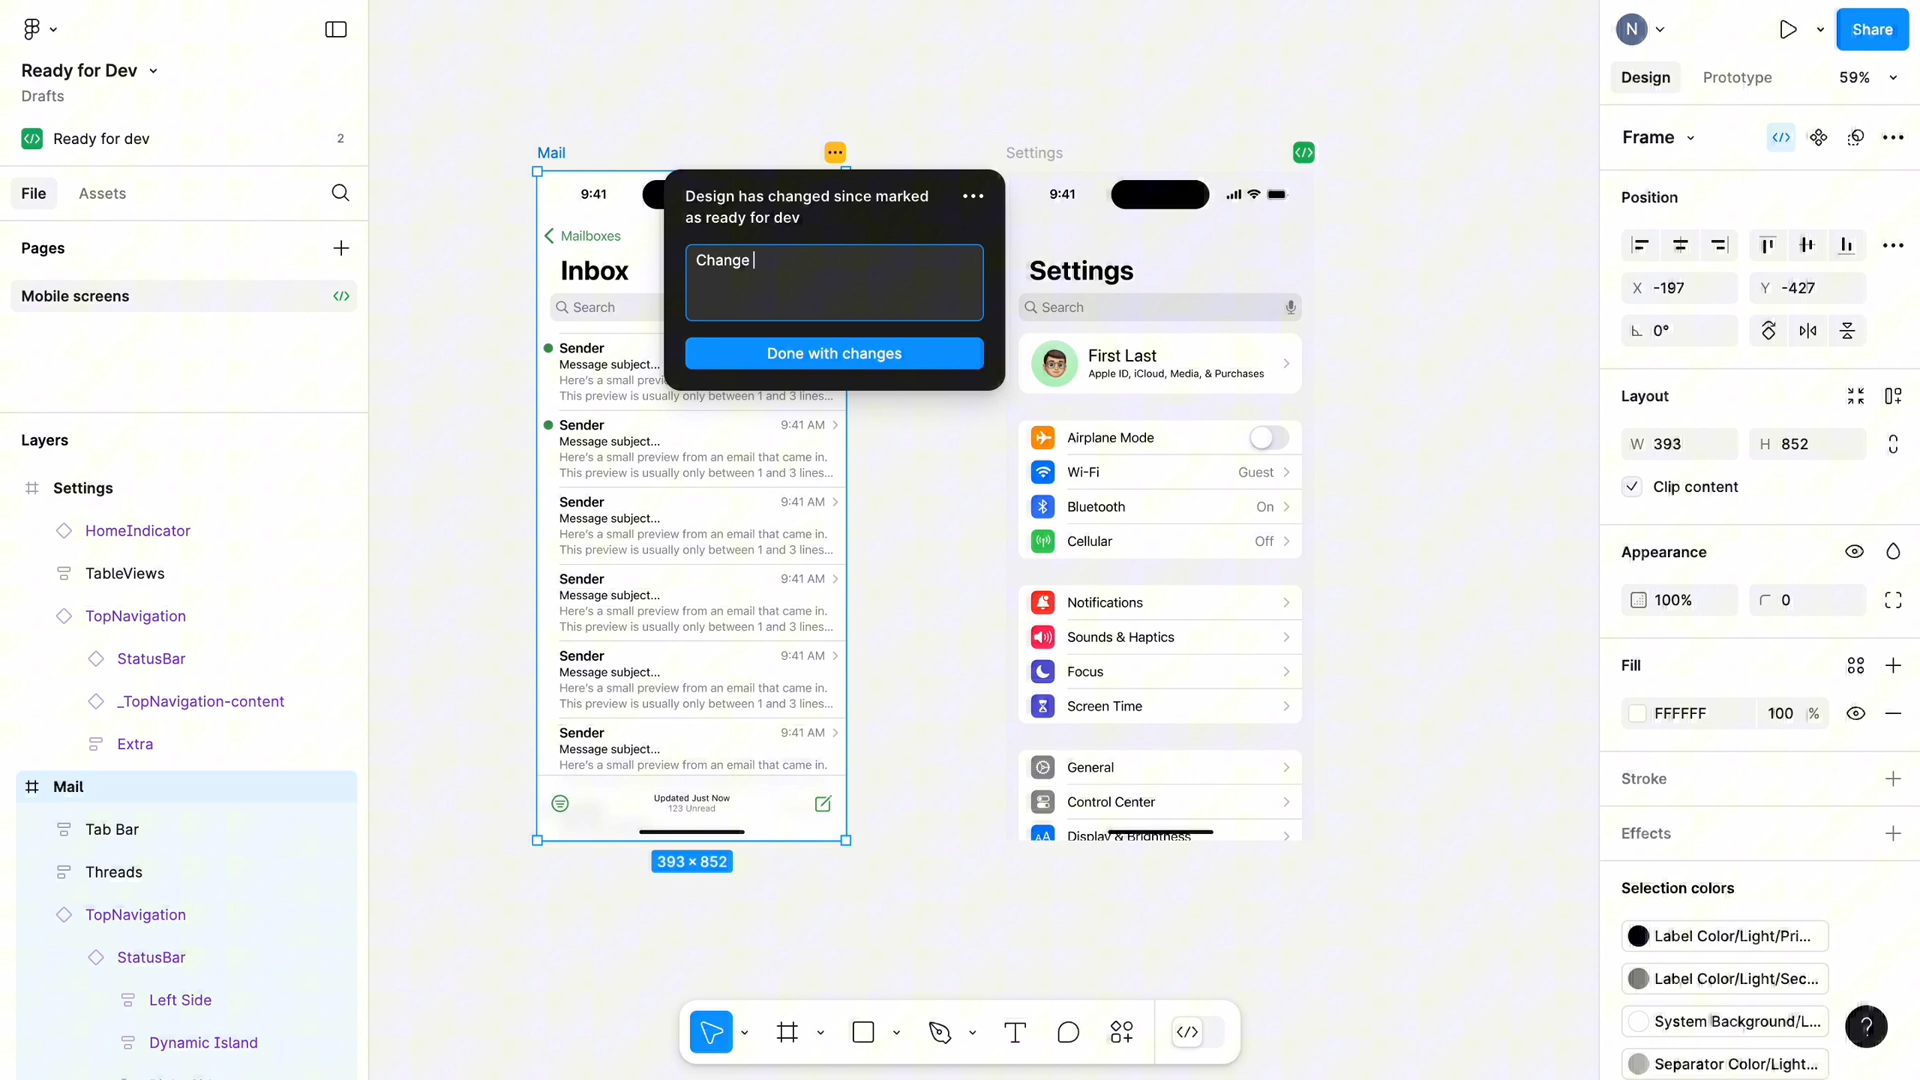 Ready for Dev
Drafts
Ready for dev
2
File
Assets
Pages
Mobile screens
Layers
Settings
HomeIndicator
TableViews
TopNavigation
StatusBar
_TopNavigation-content
Extra
Mail
Tab Bar
Threads
TopNavigation
StatusBar
Left Side
Dynamic Island
Mail
9:41
Mailboxes
Inbox
Search
Design has changed since marked
as ready for dev
Change
Done with changes
Sender
Message subject...
Here's a small previe
This preview is usually only between 1 and 3 lines...
Sender
9:41 AM
Message subject...
Here's a small preview from an email that came in.
This preview is usually only between 1 and 3 lines...
Sender
9:41 AM
Message subject...
Here's a small preview from an email that came in.
This preview is usually only between 1 and 3 lines...
Sender
9:41 AM
Message subject...
Here's a small preview from an email that came in.
This preview is usually only between 1 and 3 lines...
Sender
9:41 AM
Message subject...
Here's a small preview from an email that came in.
This preview is usually only between 1 and 3 lines...
Sender
9:41 AM
Message subject...
Here's a small preview from an email that came in.
Updated Just Now
123 Unread
393 × 852
Settings
9:41
Settings
Search
First Last
Apple ID, iCloud, Media, & Purchases
Airplane Mode
Wi-Fi
Guest
Bluetooth
On
Cellular
Off
Notifications
Sounds & Haptics
Focus
Screen Time
General
Control Center
AA
Display & Brightness
N
Share
Design
Prototype
59%
Frame
Position
X -197
Y -427
0°
Layout
W 393
H 852
Clip content
Appearance
100%
0
Fill
FFFFFF
100 %
Stroke
Effects
Selection colors
Label Color/Light/Pri...
Label Color/Light/Sec...
System Background/L...
Separator Color/Light...
?